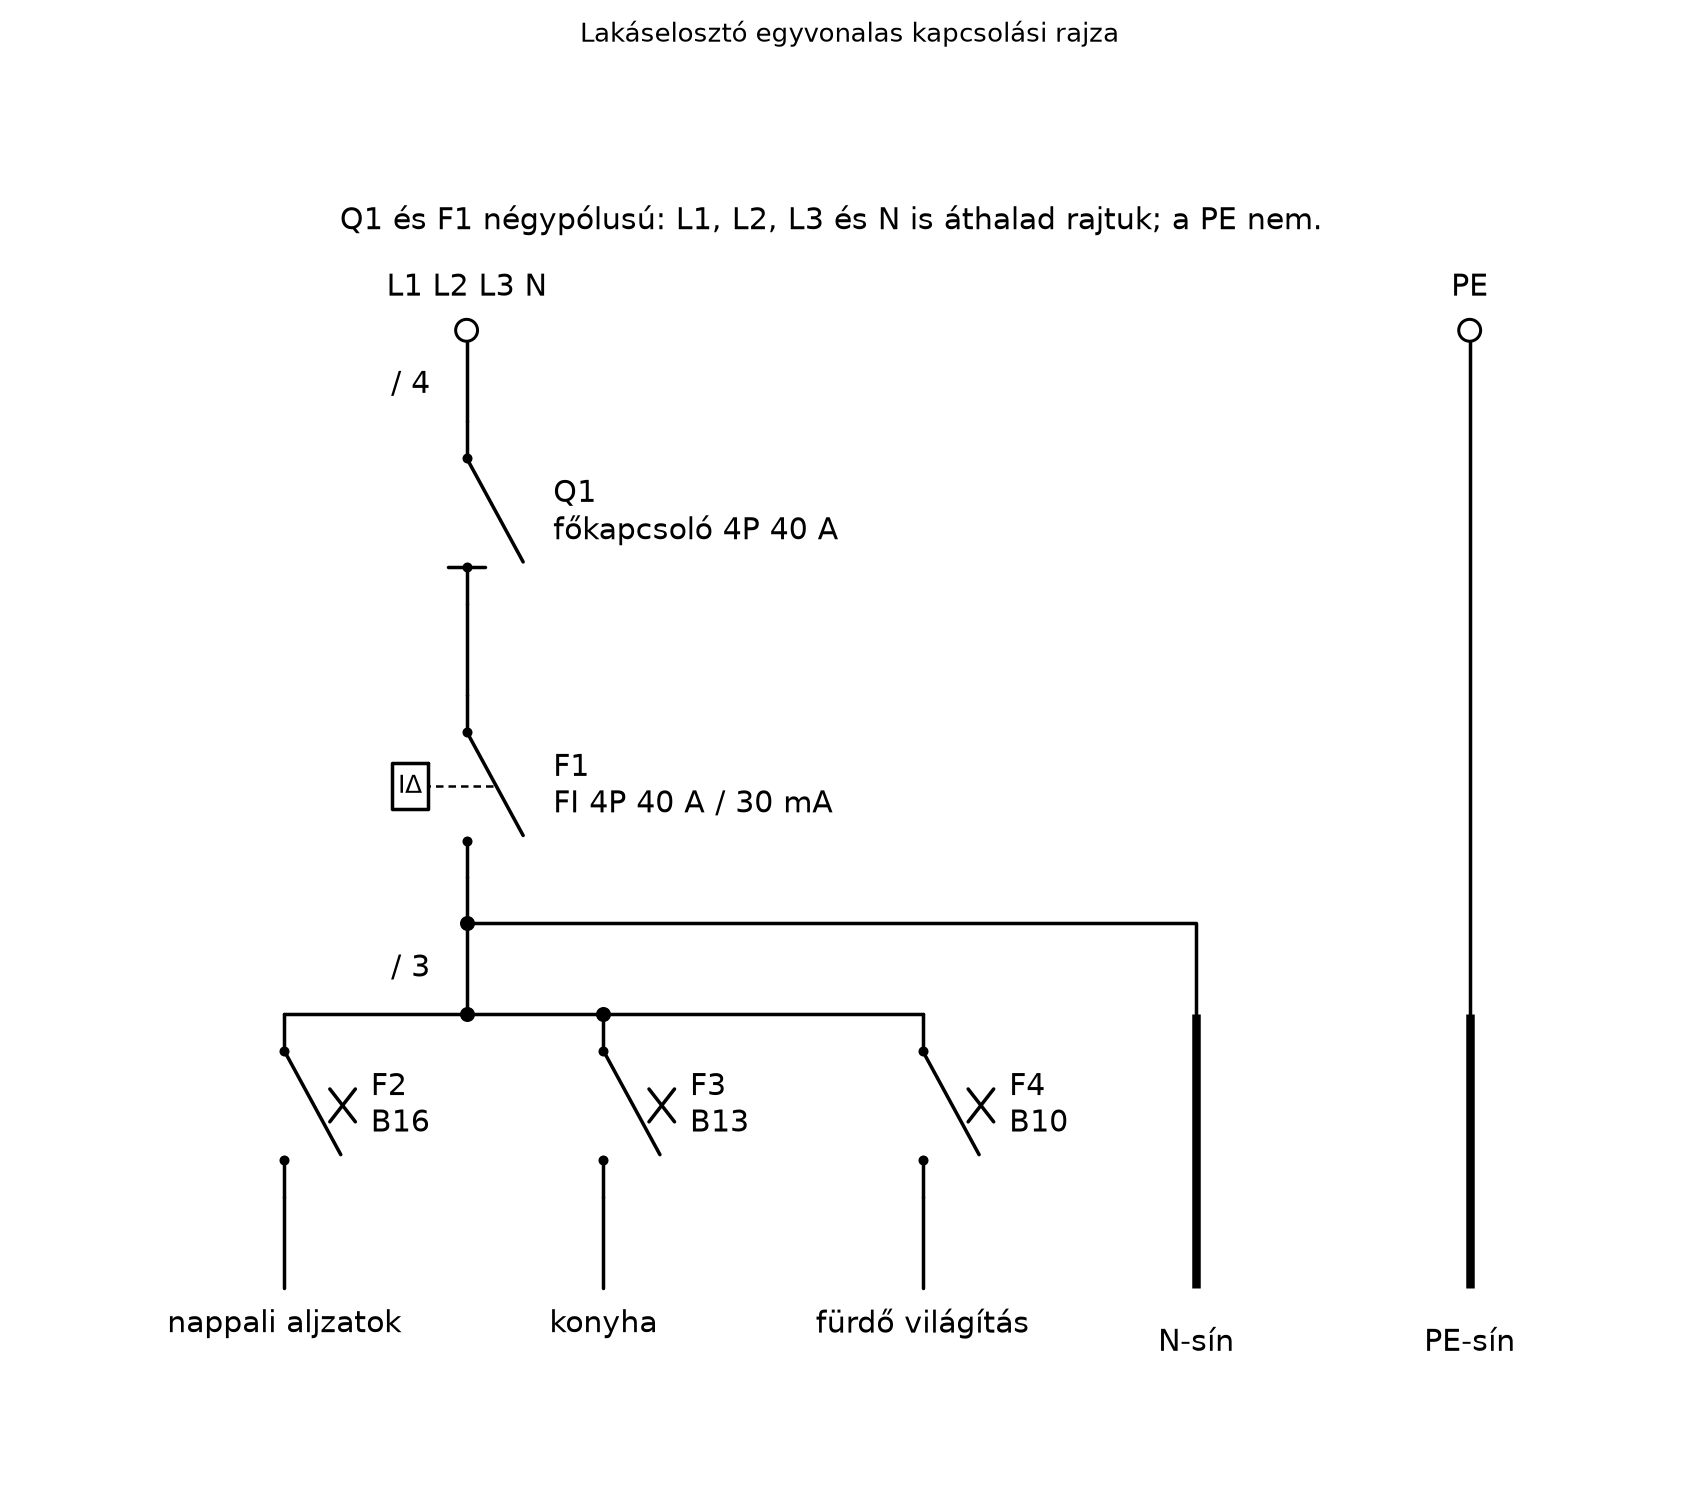 Lakáselosztó egyvonalas kapcsolási rajza
Q1 és F1 négypólusú: L1, L2, L3 és N is áthalad rajtuk; a PE nem.
L1 L2 L3 N
PE
/ 4
Q1
főkapcsoló 4P 40 A
IΔ
F1
FI 4P 40 A / 30 mA
/ 3
F2
B16
F3
B13
F4
B10
nappali aljzatok
konyha
fürdő világítás
N-sín
PE-sín